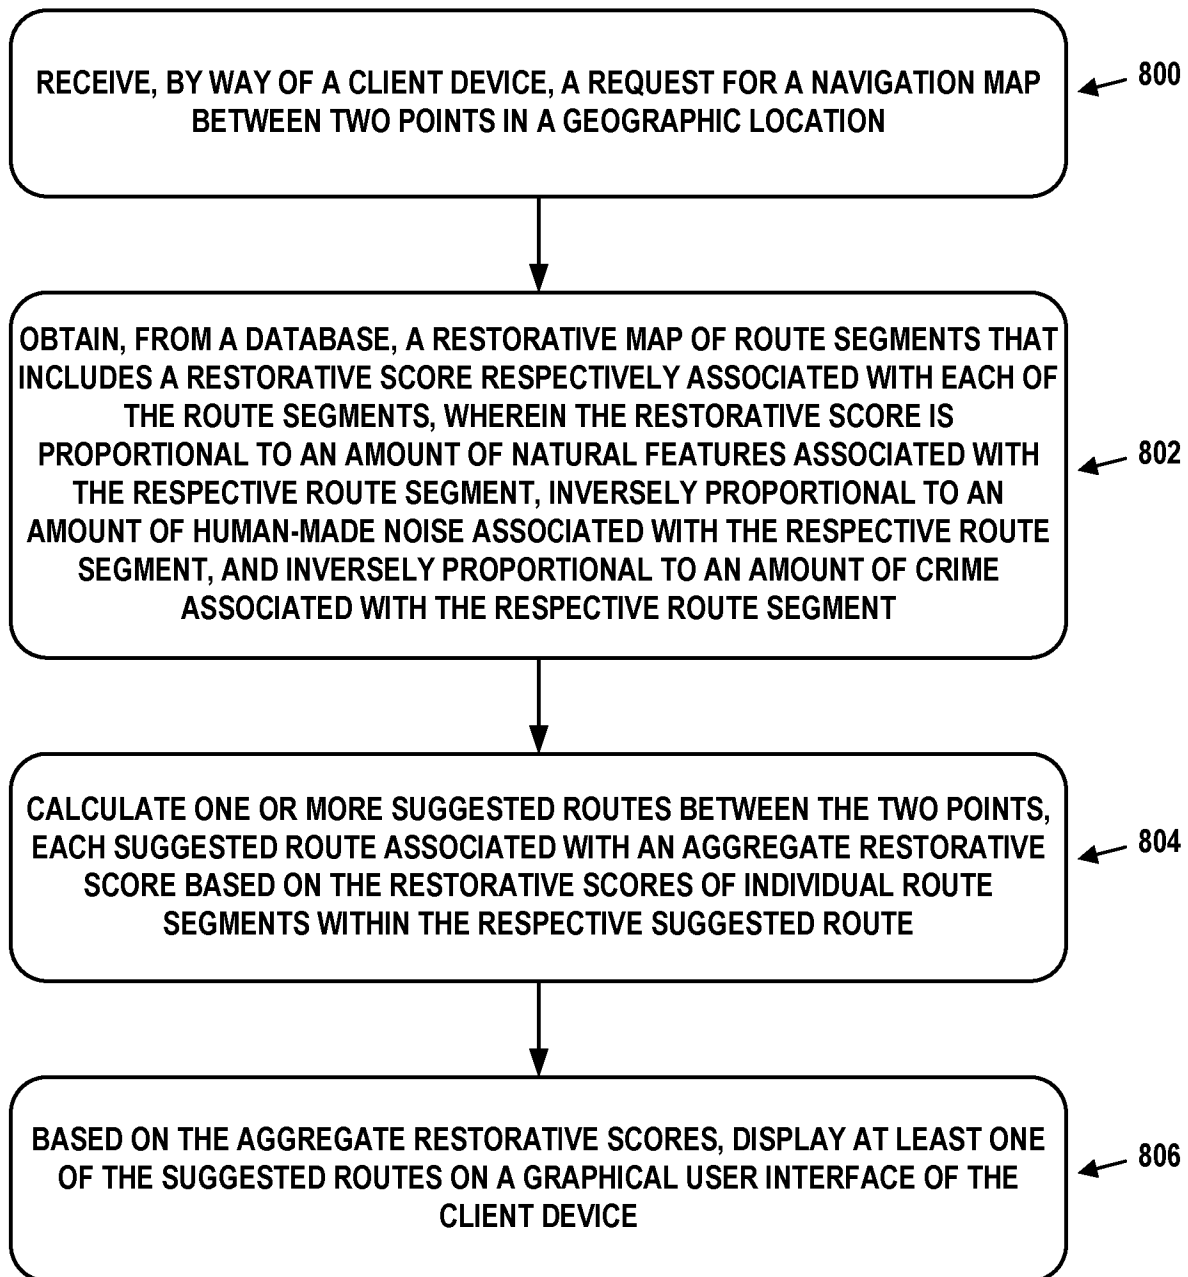 RECEIVE, BY WAY OF A CLIENT DEVICE, A REQUEST FOR A NAVIGATION MAP
BETWEEN TWO POINTS IN A GEOGRAPHIC LOCATION
800
OBTAIN, FROM A DATABASE, A RESTORATIVE MAP OF ROUTE SEGMENTS THAT
INCLUDES A RESTORATIVE SCORE RESPECTIVELY ASSOCIATED WITH EACH OF
THE ROUTE SEGMENTS, WHEREIN THE RESTORATIVE SCORE IS
PROPORTIONAL TO AN AMOUNT OF NATURAL FEATURES ASSOCIATED WITH
THE RESPECTIVE ROUTE SEGMENT, INVERSELY PROPORTIONAL TO AN
AMOUNT OF HUMAN-MADE NOISE ASSOCIATED WITH THE RESPECTIVE ROUTE
SEGMENT, AND INVERSELY PROPORTIONAL TO AN AMOUNT OF CRIME
ASSOCIATED WITH THE RESPECTIVE ROUTE SEGMENT
802
CALCULATE ONE OR MORE SUGGESTED ROUTES BETWEEN THE TWO POINTS,
EACH SUGGESTED ROUTE ASSOCIATED WITH AN AGGREGATE RESTORATIVE
SCORE BASED ON THE RESTORATIVE SCORES OF INDIVIDUAL ROUTE
SEGMENTS WITHIN THE RESPECTIVE SUGGESTED ROUTE
804
BASED ON THE AGGREGATE RESTORATIVE SCORES, DISPLAY AT LEAST ONE
OF THE SUGGESTED ROUTES ON A GRAPHICAL USER INTERFACE OF THE
CLIENT DEVICE
806